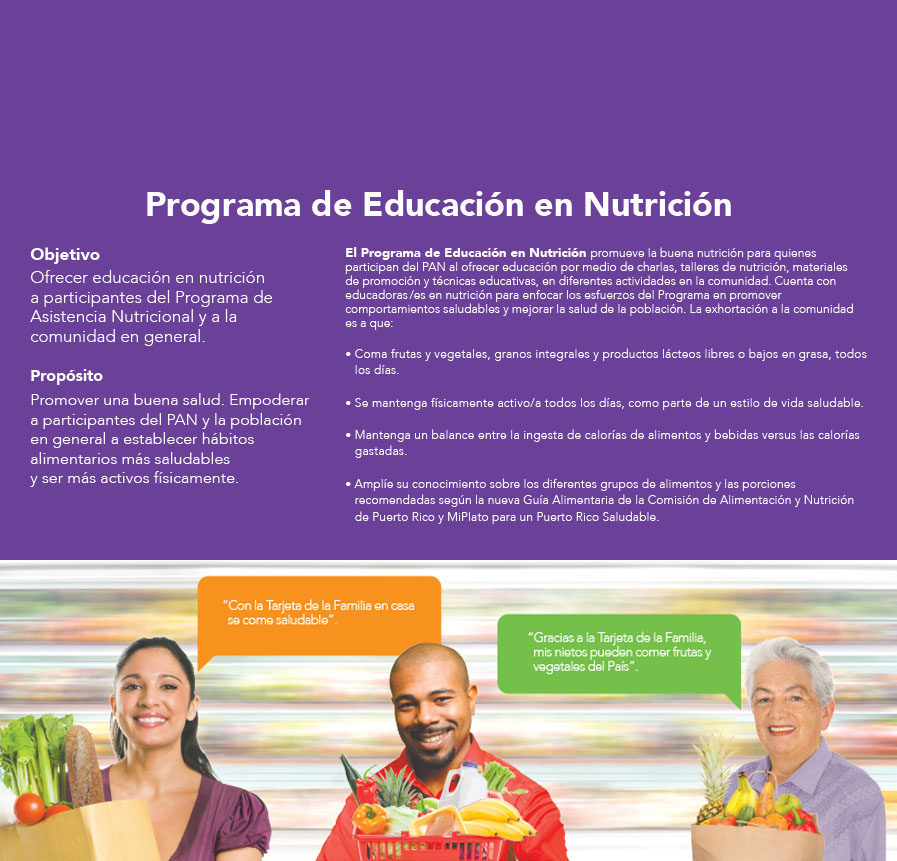 Programa de Educación en Nutrición
Objetivo
Ofrecer educación en nutrición
a participantes del Programa de
Asistencia Nutricional y a la
comunidad en general.
Propósito
Promover una buena salud. Empoderar
a participantes del PAN y la población
en general a establecer hábitos
alimentarios más saludables
y ser más activos físicamente.
El Programa de Educación en Nutrición promueve la buena nutrición para quienes
participan del PAN al ofrecer educación por medio de charlas, talleres de nutrición, materiales
de promoción y técnicas educativas, en diferentes actividades en la comunidad. Cuenta con
educadoras/es en nutrición para enfocar los esfuerzos del Programa en promover
comportamientos saludables y mejorar la salud de la población. La exhortación a la comunidad
es a que:
• Coma frutas y vegetales, granos integrales y productos lácteos libres o bajos en grasa, todos
los días.
• Se mantenga físicamente activo/a todos los días, como parte de un estilo de vida saludable.
• Mantenga un balance entre la ingesta de calorías de alimentos y bebidas versus las calorías
gastadas.
• Amplíe su conocimiento sobre los diferentes grupos de alimentos y las porciones
recomendadas según la nueva Guía Alimentaria de la Comisión de Alimentación y Nutrición
de Puerto Rico y MiPlato para un Puerto Rico Saludable.
“Con la Tarjeta de la Familia en casa
se come saludable”.
“Gracias a la Tarjeta de la Familia,
mis nietos pueden comer frutas y
vegetales del País”.